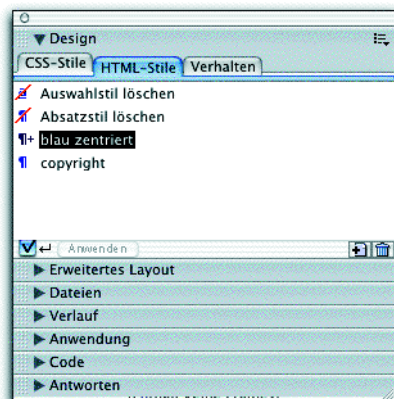 Design
CSS-Stile HTML-Stile Verhalten
a Auswahlstil löschen
¶ Absatzstil löschen
¶+ blau zentriert
¶ copyright
Anwenden
Erweitertes Layout
Dateien
Verlauf
Anwendung
Code
Antworten